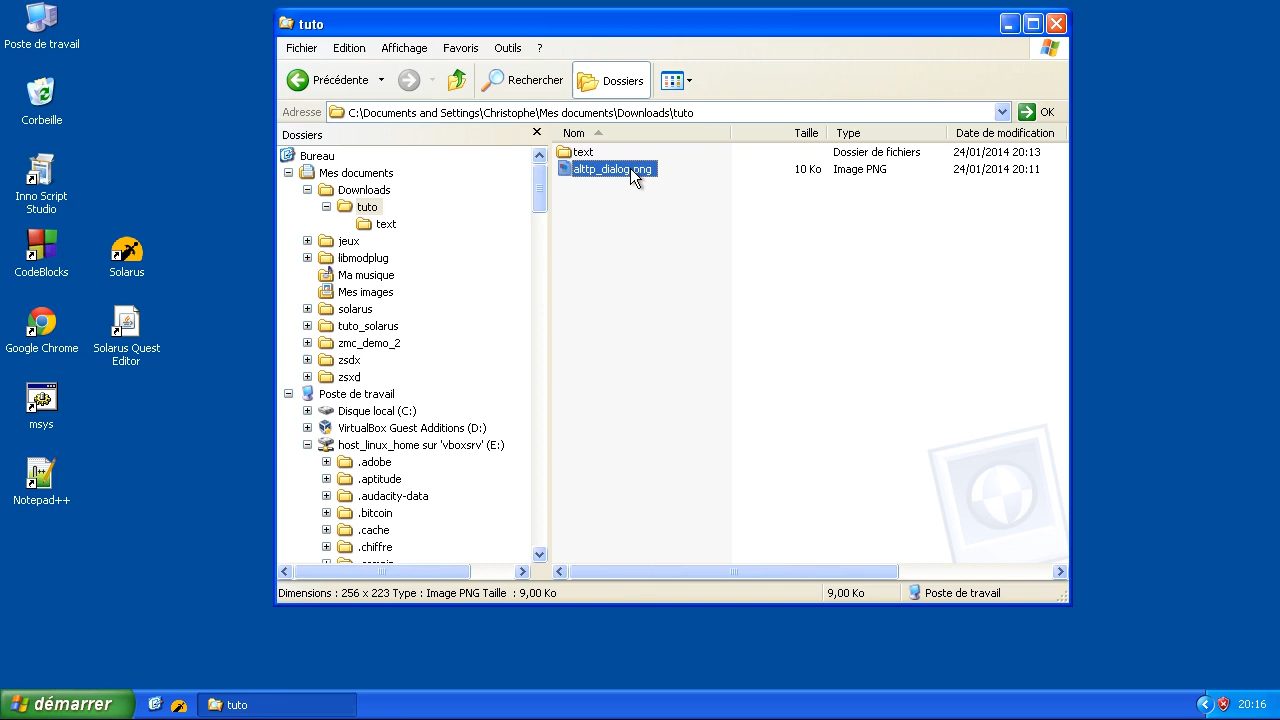 Poste de travail
Corbeille
Inno Script
Studio
CodeBlocks
Solarus
Google Chrome
Solarus Quest
Editor
msys
Notepad++
tuto
Fichier Edition Affichage Favoris Outils ?
Précédente Rechercher Dossiers
Adresse C:\Documents and Settings\Christophe\Mes documents\Downloads\tuto OK
Dossiers
Bureau
Mes documents
Downloads
tuto
text
jeux
libmodplug
Ma musique
Mes images
solarus
tuto_solarus
zmc_demo_2
zsdx
zsxd
Poste de travail
Disque local (C:)
VirtualBox Guest Additions (D:)
host_linux_home sur 'vboxsrv' (E:)
.adobe
.aptitude
.audacity-data
.bitcoin
.cache
.chiffre
Nom Taille Type Date de modification
text Dossier de fichiers 24/01/2014 20:13
alttp_dialog.png 10 Ko Image PNG 24/01/2014 20:11
Dimensions : 256 x 223 Type : Image PNG Taille : 9,00 Ko 9,00 Ko Poste de travail
démarrer tuto 20:16